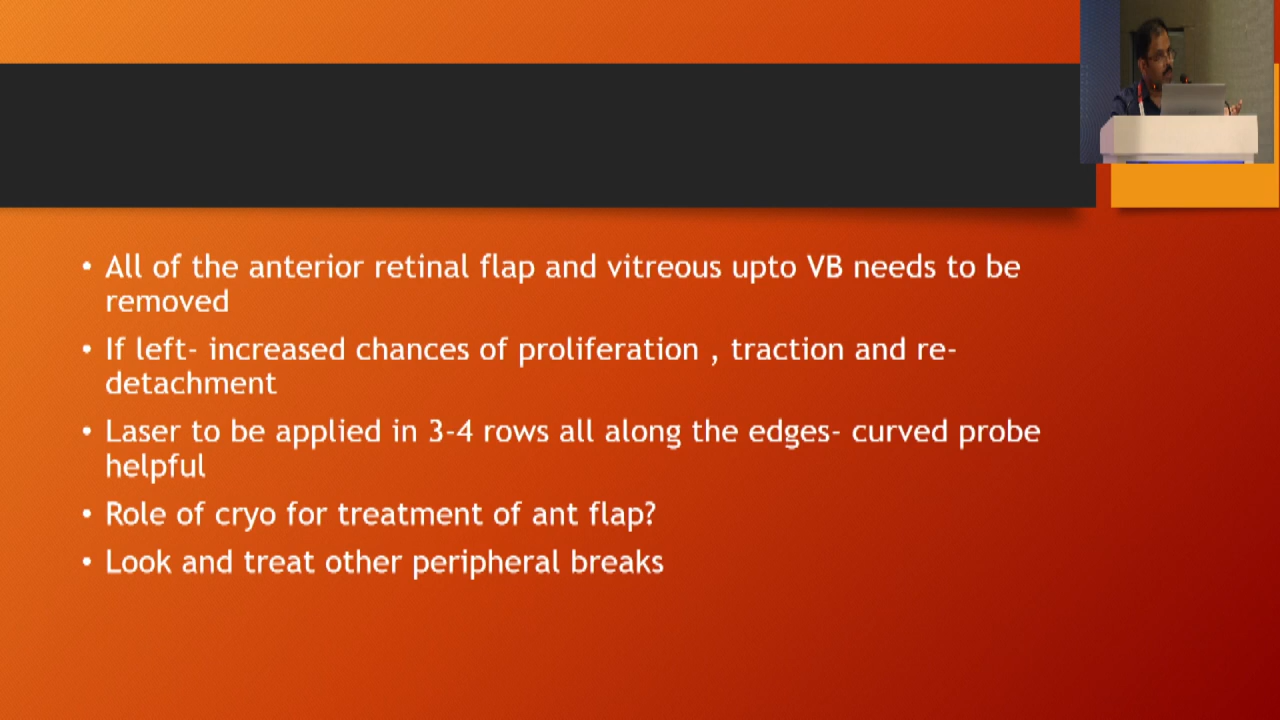 • All of the anterior retinal flap and vitreous upto VB needs to be
removed
• If left- increased chances of proliferation , traction and re-
detachment
• Laser to be applied in 3-4 rows all along the edges- curved probe
helpful
• Role of cryo for treatment of ant flap?
• Look and treat other peripheral breaks